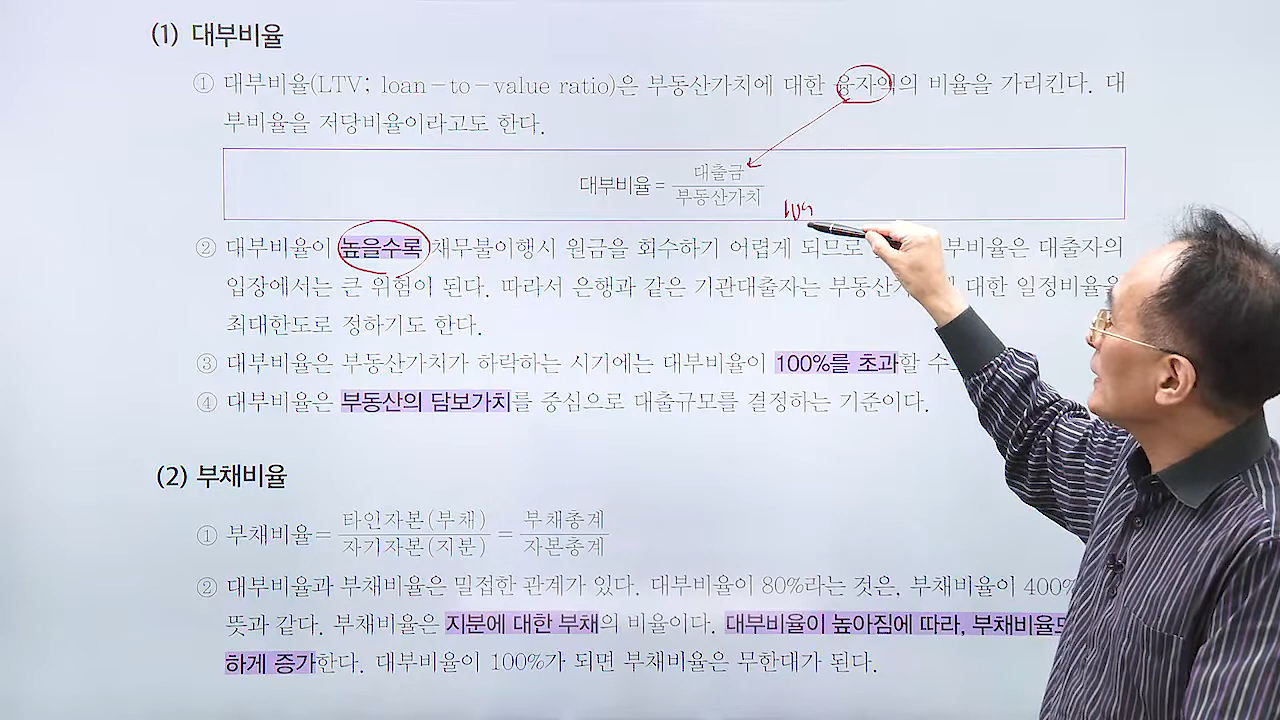 (1) 대부비율
① 대부비율(LTV; loan-to-value ratio)은 부동산가치에 대한 융자액의 비율을 가리킨다. 대
부비율을 저당비율이라고도 한다.
대부비율 = 대출금
부동산가치
② 대부비율이 높을수록 채무불이행시 원금을 회수하기 어렵게 되므로 부비율은 대출자의
입장에서는 큰 위험이 된다. 따라서 은행과 같은 기관대출자는 부동산 대한 일정비율을
최대한도로 정하기도 한다.
③ 대부비율은 부동산가치가 하락하는 시기에는 대부비율이 100%를 초과할 수
④ 대부비율은 부동산의 담보가치를 중심으로 대출규모를 결정하는 기준이다.
(2) 부채비율
① 부채비율 = 타인자본(부채) = 부채총계
자기자본(지분) 자본총계
② 대부비율과 부채비율은 밀접한 관계가 있다. 대부비율이 80%라는 것은, 부채비율이 400%
뜻과 같다. 부채비율은 지분에 대한 부채의 비율이다. 대부비율이 높아짐에 따라, 부채비율도
하게 증가한다. 대부비율이 100%가 되면 부채비율은 무한대가 된다.